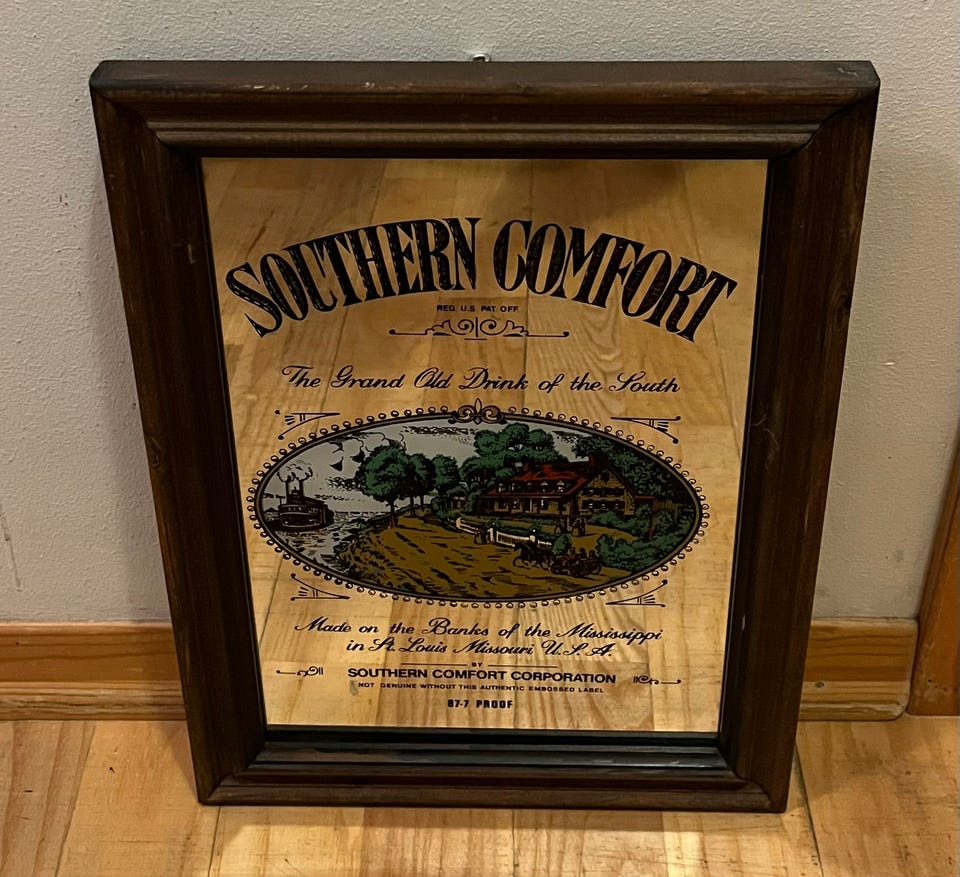 SOUTHERN COMFORT
REG. U.S. PAT. OFF.
The Grand Old Drink of the South
Made on the Banks of the Mississippi
in St. Louis Missouri U.S.A.
BY
SOUTHERN COMFORT CORPORATION
NOT GENUINE WITHOUT THIS AUTHENTIC EMBOSSED LABEL
87·7 PROOF